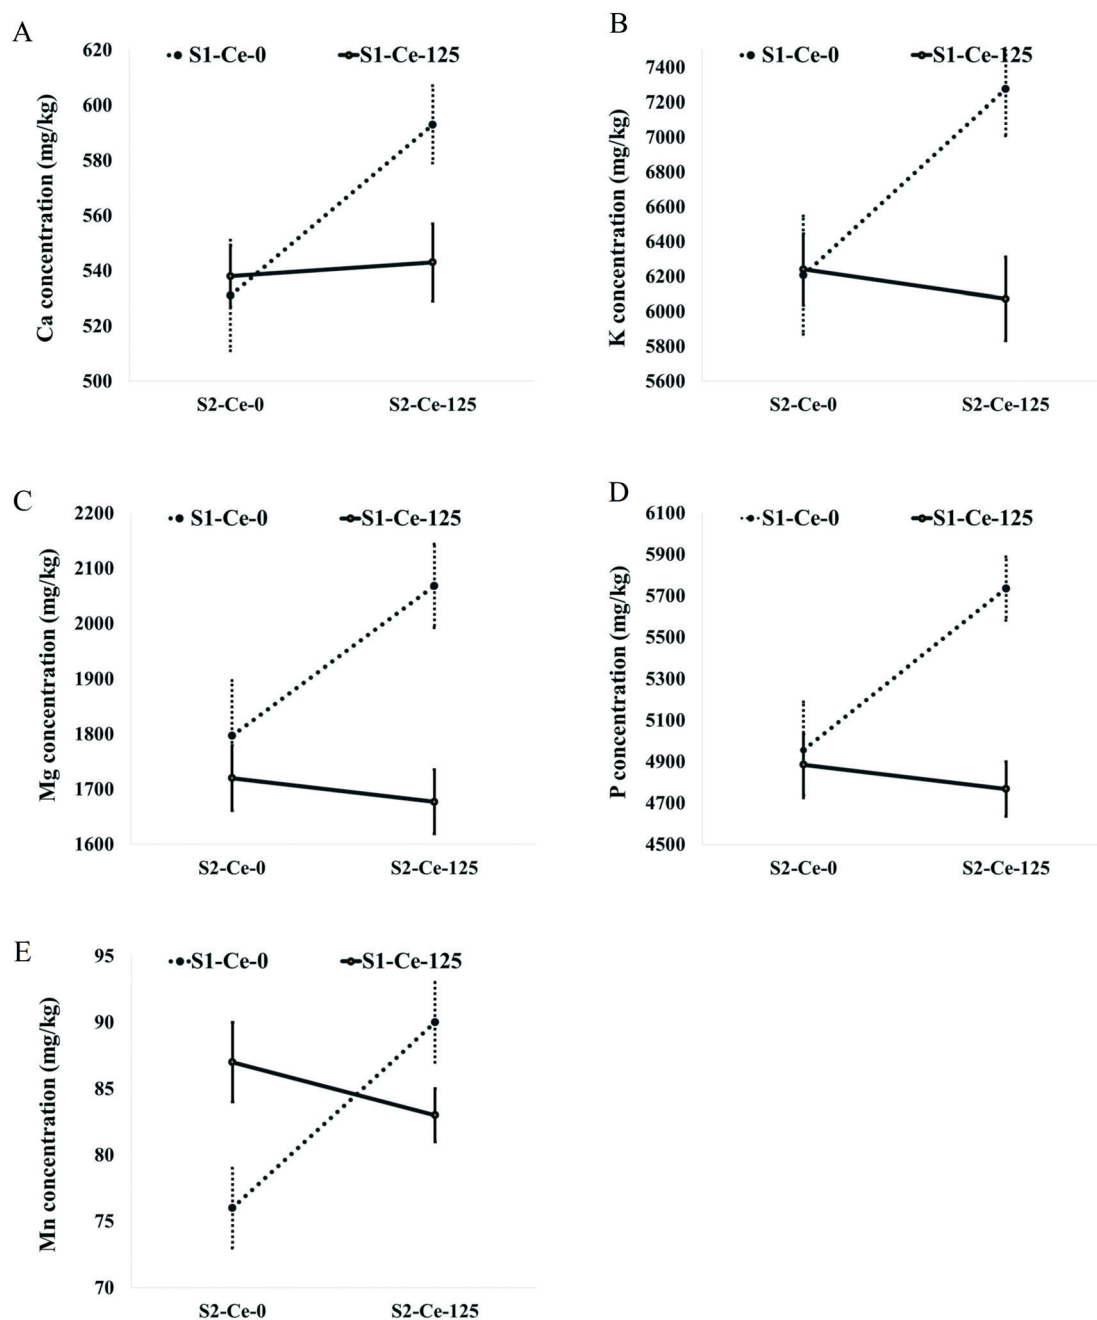 A
Ca concentration (mg/kg)
S1-Ce-0 S1-Ce-125
620
600
580
560
540
520
500
S2-Ce-0 S2-Ce-125
B
K concentration (mg/kg)
S1-Ce-0 S1-Ce-125
7400
7200
7000
6800
6600
6400
6200
6000
5800
5600
S2-Ce-0 S2-Ce-125
C
Mg concentration (mg/kg)
S1-Ce-0 S1-Ce-125
2200
2100
2000
1900
1800
1700
1600
S2-Ce-0 S2-Ce-125
D
P concentration (mg/kg)
S1-Ce-0 S1-Ce-125
6100
5900
5700
5500
5300
5100
4900
4700
4500
S2-Ce-0 S2-Ce-125
E
Mn concentration (mg/kg)
S1-Ce-0 S1-Ce-125
95
90
85
80
75
70
S2-Ce-0 S2-Ce-125